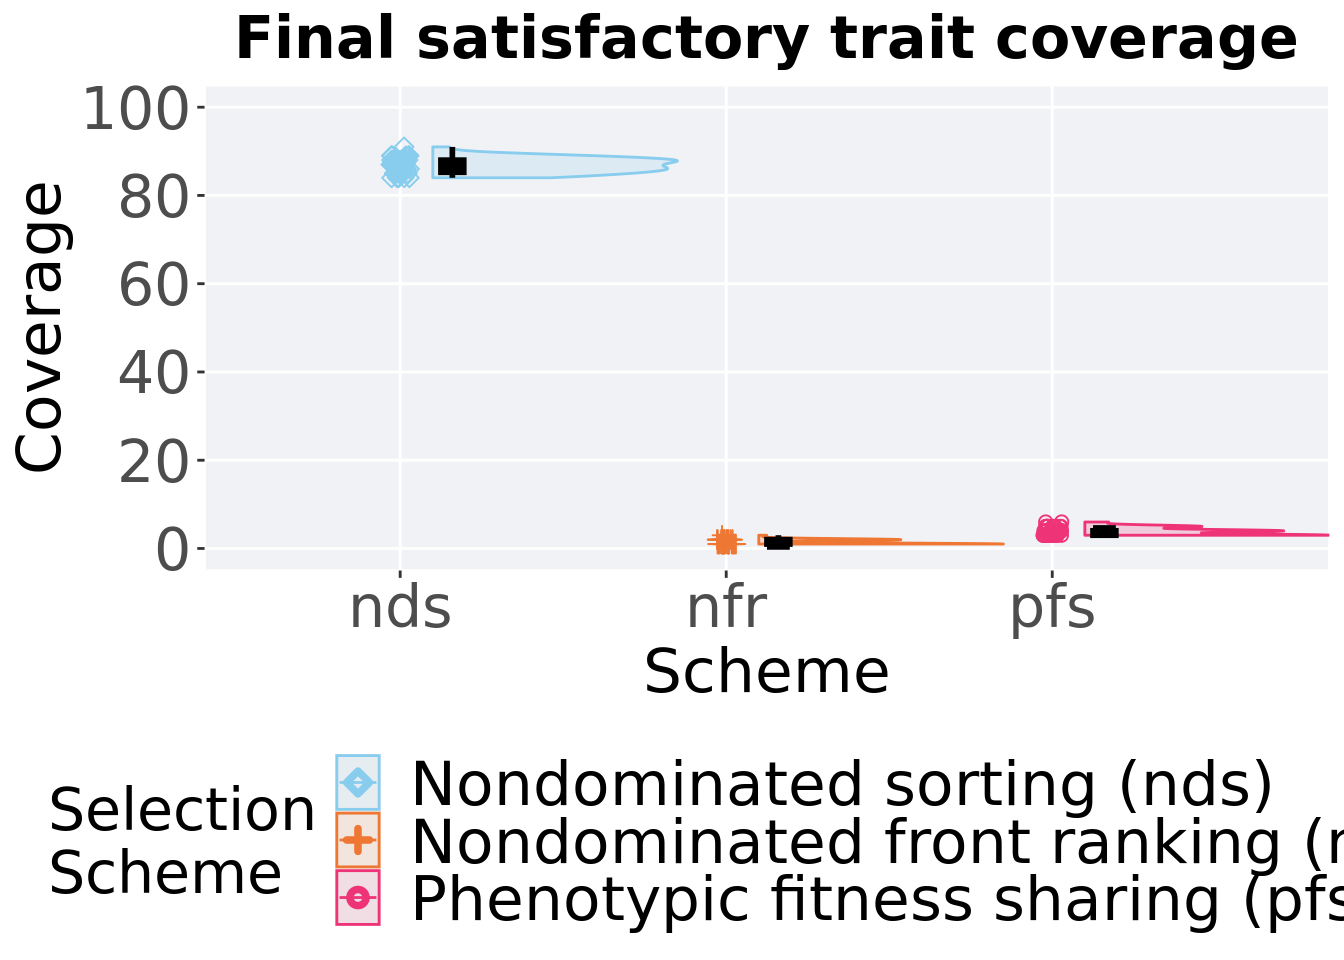 Final satisfactory trait coverage
100
80
60
40
20
0
Coverage
nds nfr pfs
Scheme
Selection
Scheme
Nondominated sorting (nds)
Nondominated front ranking (
Phenotypic fitness sharing (pfs